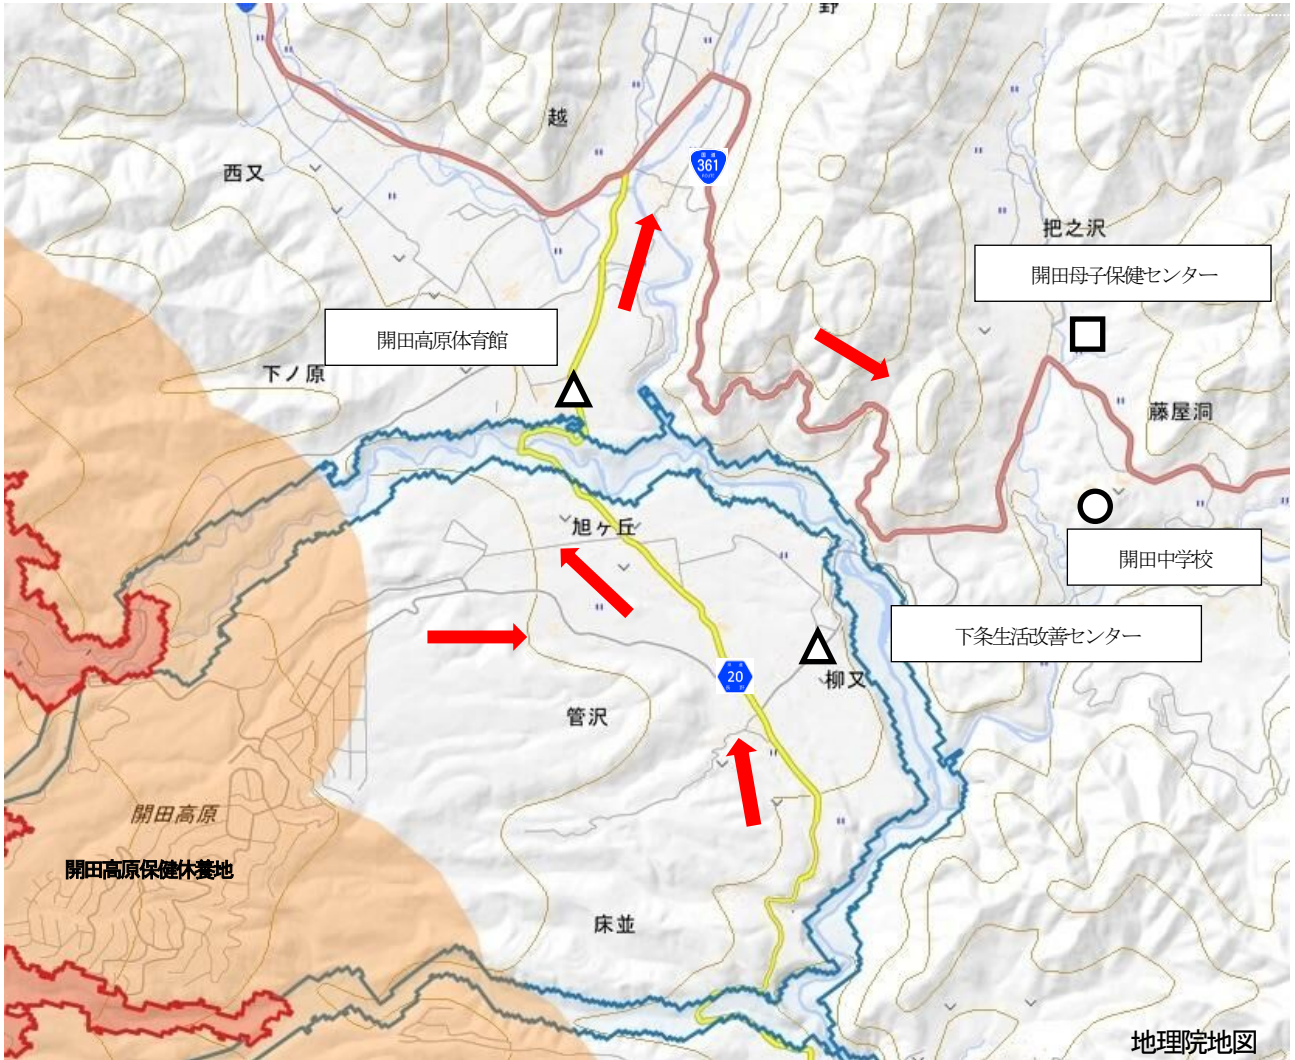 野
越
西又
361
把之沢
開田母子保健センター
開田高原体育館
下ノ原
藤屋洞
旭ヶ丘
開田中学校
下条生活改善センター
20
柳又
管沢
開田高原
開田高原保健休養地
床並
地理院地図